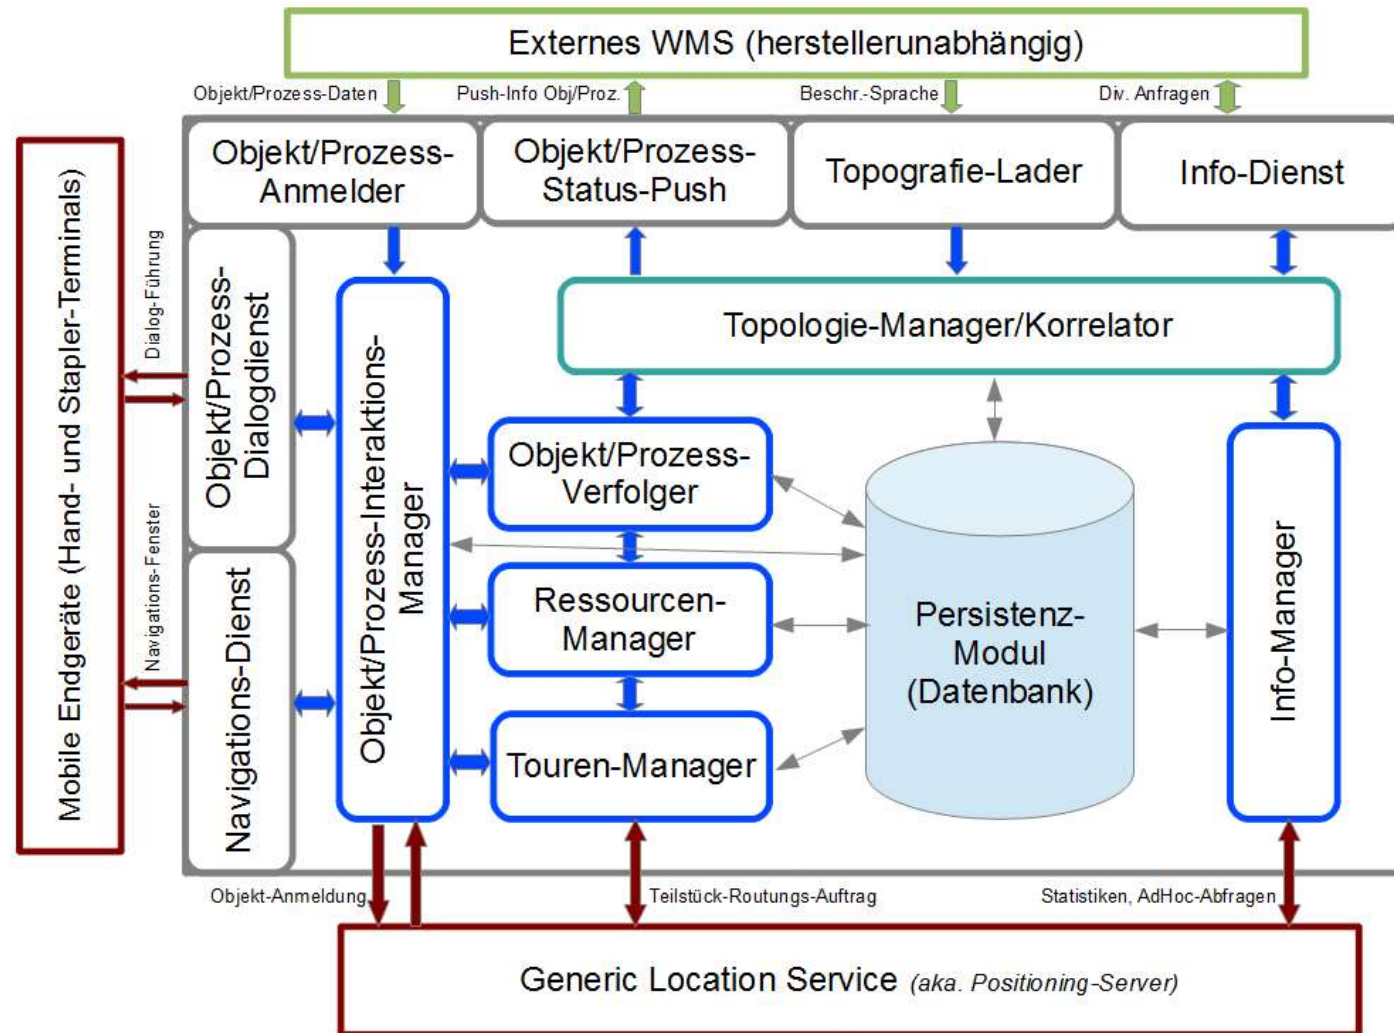 Externes WMS (herstellerunabhängig)
Objekt/Prozess-Daten
Push-Info Obj/Proz.
Beschr.-Sprache
Div. Anfragen
Objekt/Prozess-
Anmelder
Objekt/Prozess-
Status-Push
Topografie-Lader
Info-Dienst
Mobile Endgeräte (Hand- und Stapler-Terminals)
Dialog-Führung
Navigations-Fenster
Objekt/Prozess-
Dialogdienst
Navigations-Dienst
Objekt/Prozess-Interaktions-
Manager
Topologie-Manager/Korrelator
Objekt/Prozess-
Verfolger
Ressourcen-
Manager
Touren-Manager
Persistenz-
Modul
(Datenbank)
Info-Manager
Objekt-Anmeldung
Teilstück-Routungs-Auftrag
Statistiken, AdHoc-Abfragen
Generic Location Service (aka. Positioning-Server)